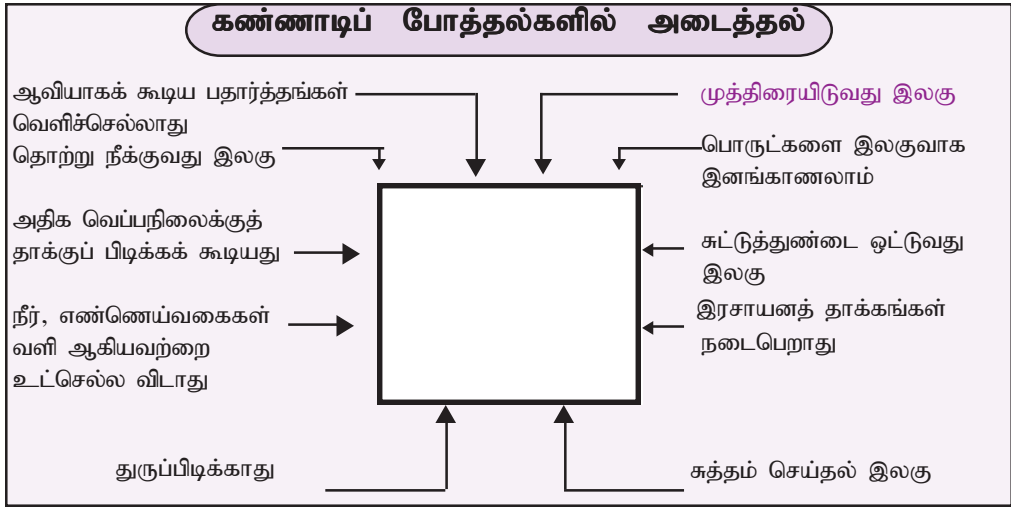 கண்ணாடிப் போத்தல்களில் அடைத்தல்
ஆவியாகக் கூடிய பதார்த்தங்கள்
வெளிச்செல்லாது
தொற்று நீக்குவது இலகு
அதிக வெப்பநிலைக்குத்
தாக்குப் பிடிக்கக் கூடியது
நீர், எண்ணெய்வகைகள்
வளி ஆகியவற்றை
உட்செல்ல விடாது
துருப்பிடிக்காது
முத்திரையிடுவது இலகு
பொருட்களை இலகுவாக
இனங்காணலாம்
சுட்டுத்துண்டை ஒட்டுவது
இலகு
இரசாயனத் தாக்கங்கள்
நடைபெறாது
சுத்தம் செய்தல் இலகு